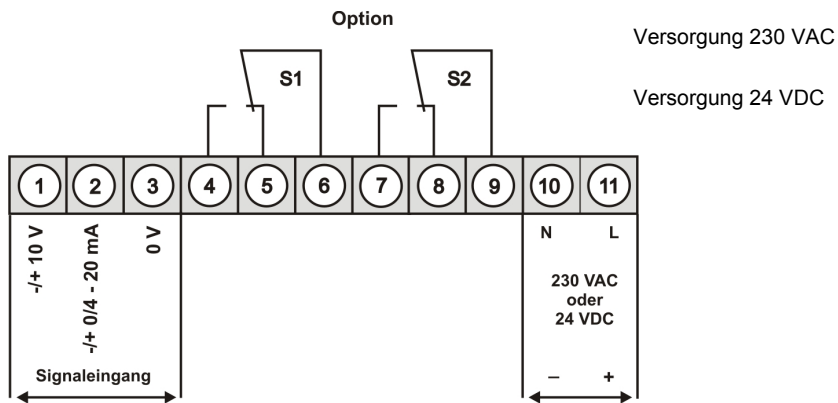 Option
Versorgung 230 VAC
S1
S2
Versorgung 24 VDC
1 2 3 4 5 6 7 8 9 10 11
-/+ 10 V
-/+ 0/4 - 20 mA
0 V
N L
230 VAC
oder
24 VDC
Signaleingang
– +